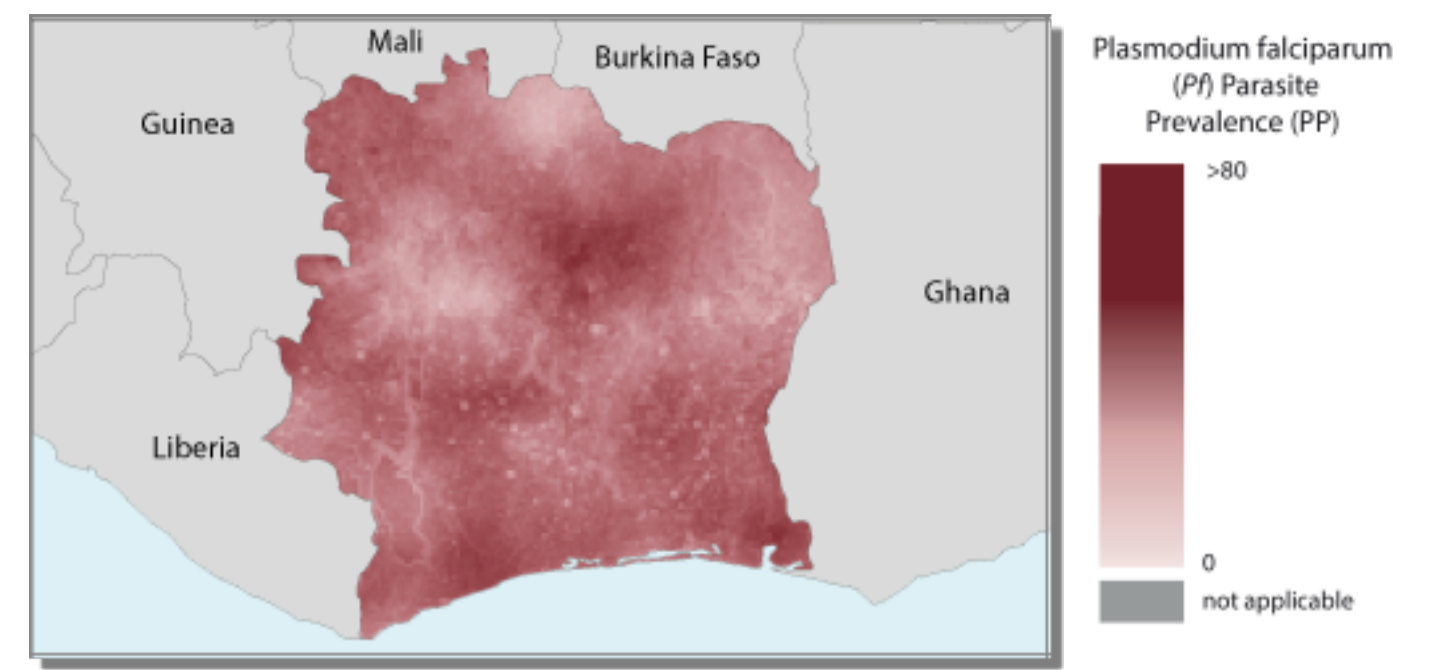 Mali
Burkina Faso
Guinea
Ghana
Liberia
Plasmodium falciparum
(Pf) Parasite
Prevalence (PP)
>80
0
not applicable